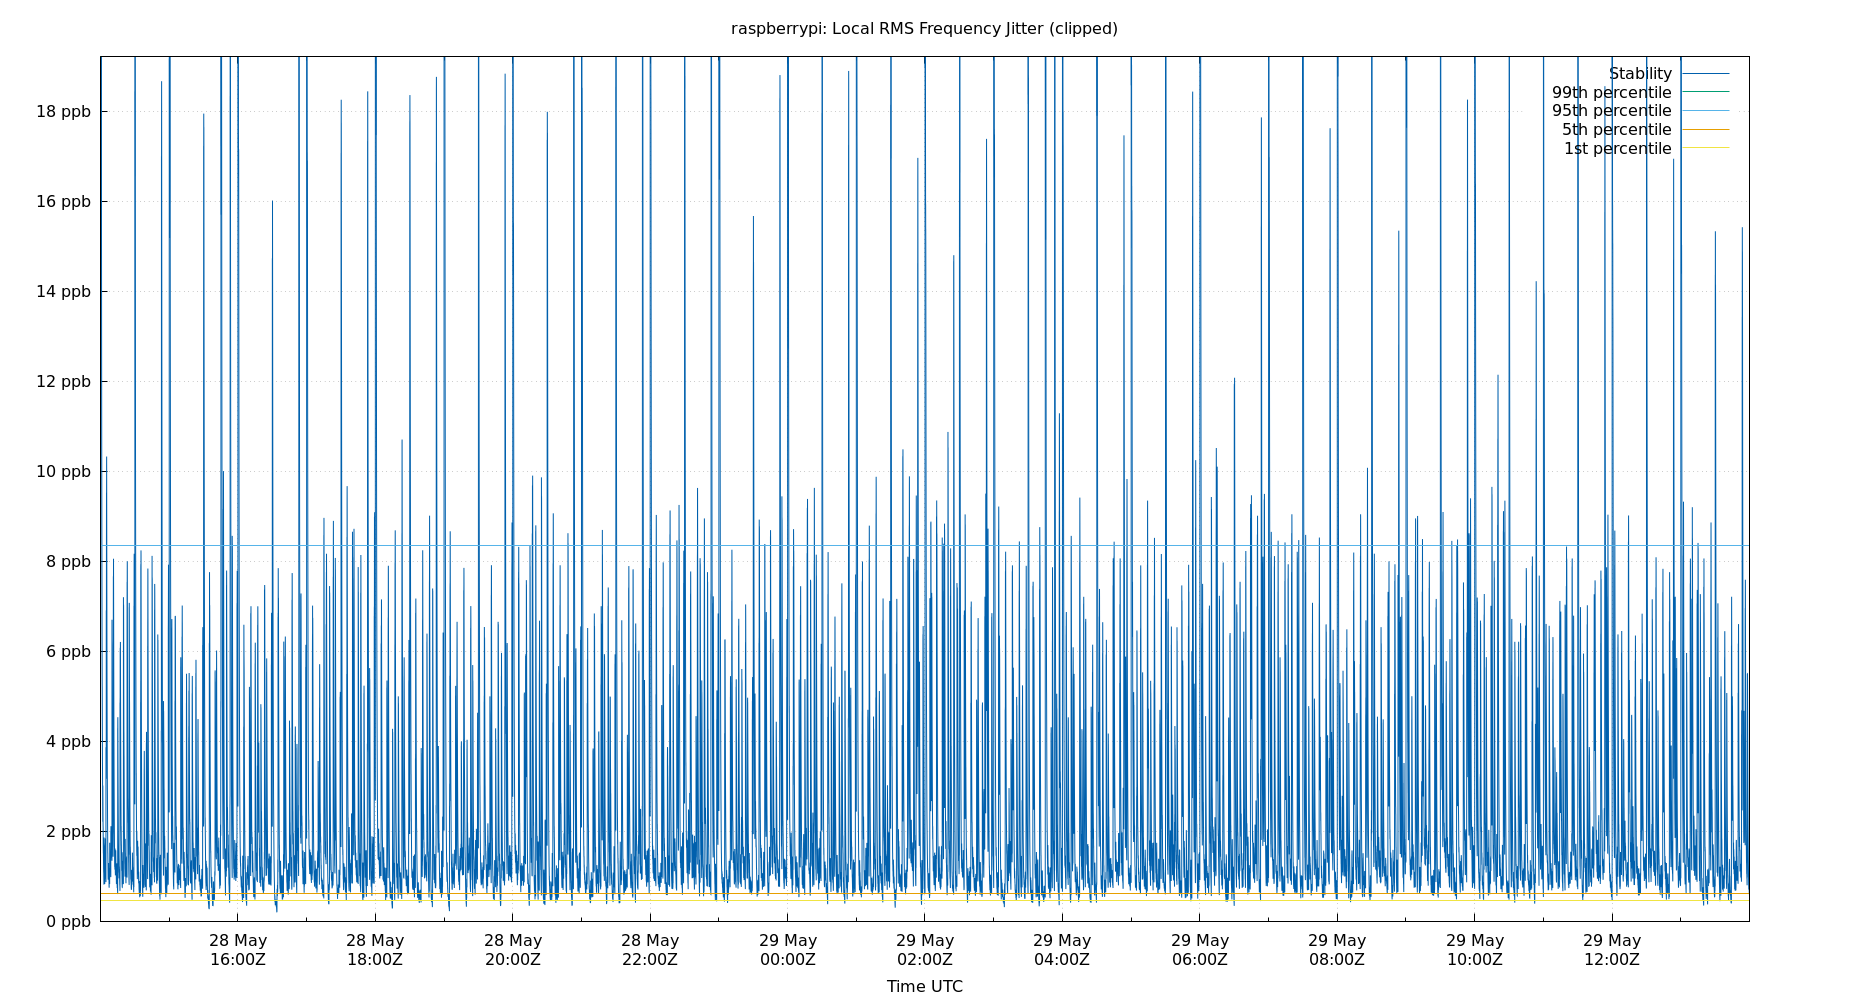 raspberrypi: Local RMS Frequency Jitter (clipped)
Stability
99th percentile
95th percentile
5th percentile
1st percentile
18 ppb
16 ppb
14 ppb
12 ppb
10 ppb
8 ppb
6 ppb
4 ppb
2 ppb
0 ppb
28 May 28 May 28 May 28 May 29 May 29 May 29 May 29 May 29 May 29 May 29 May
16:00Z 18:00Z 20:00Z 22:00Z 00:00Z 02:00Z 04:00Z 06:00Z 08:00Z 10:00Z 12:00Z
Time UTC